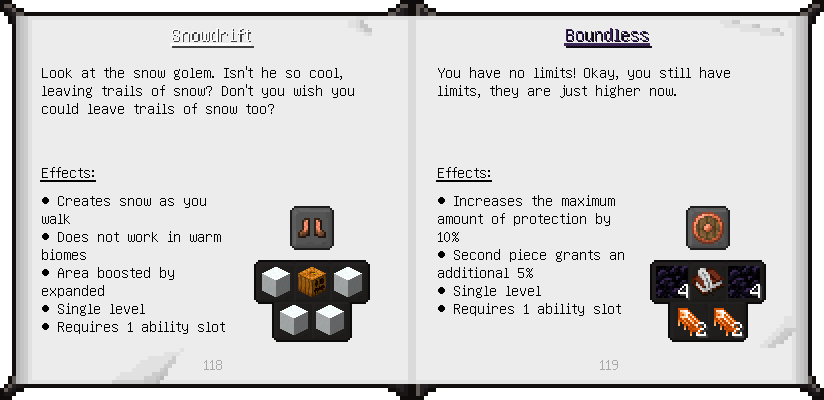 Snowdrift
Look at the snow golem. Isn't he so cool,
leaving trails of snow? Don't you wish you
could leave trails of snow too?
Effects:
• Creates snow as you
walk
• Does not work in warm
biomes
• Area boosted by
expanded
• Single level
• Requires 1 ability slot
118
Boundless
You have no limits! Okay, you still have
limits, they are just higher now.
Effects:
• Increases the maximum
amount of protection by
10%
• Second piece grants an
additional 5%
• Single level
• Requires 1 ability slot
4 4
2 2
119